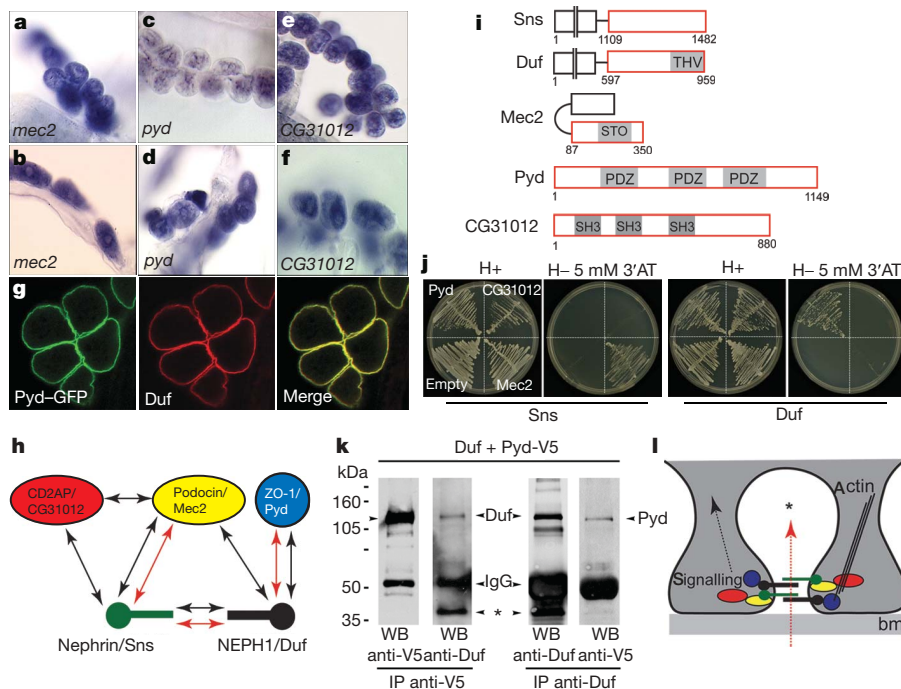 a
mec2
c
pyd
e
CG31012
b
mec2
d
pyd
f
CG31012
g
Pyd–GFP
Duf
Merge
h
CD2AP/
CG31012
Podocin/
Mec2
ZO-1/
Pyd
Nephrin/Sns
NEPH1/Duf
i
Sns
1
1109
1482
Duf
THV
1
597
959
Mec2
STO
87
350
Pyd
PDZ
PDZ
PDZ
1
1149
CG31012
SH3
SH3
SH3
1
880
j
H+
H– 5 mM 3′AT
H+
H– 5 mM 3′AT
Pyd
CG31012
Empty
Mec2
Sns
Duf
k
Duf + Pyd-V5
kDa
160
105
50
35
Duf
Pyd
IgG
*
WB
WB
WB
WB
anti-V5
anti-Duf
anti-Duf
anti-V5
IP anti-V5
IP anti-Duf
l
*
Actin
Signalling
bm